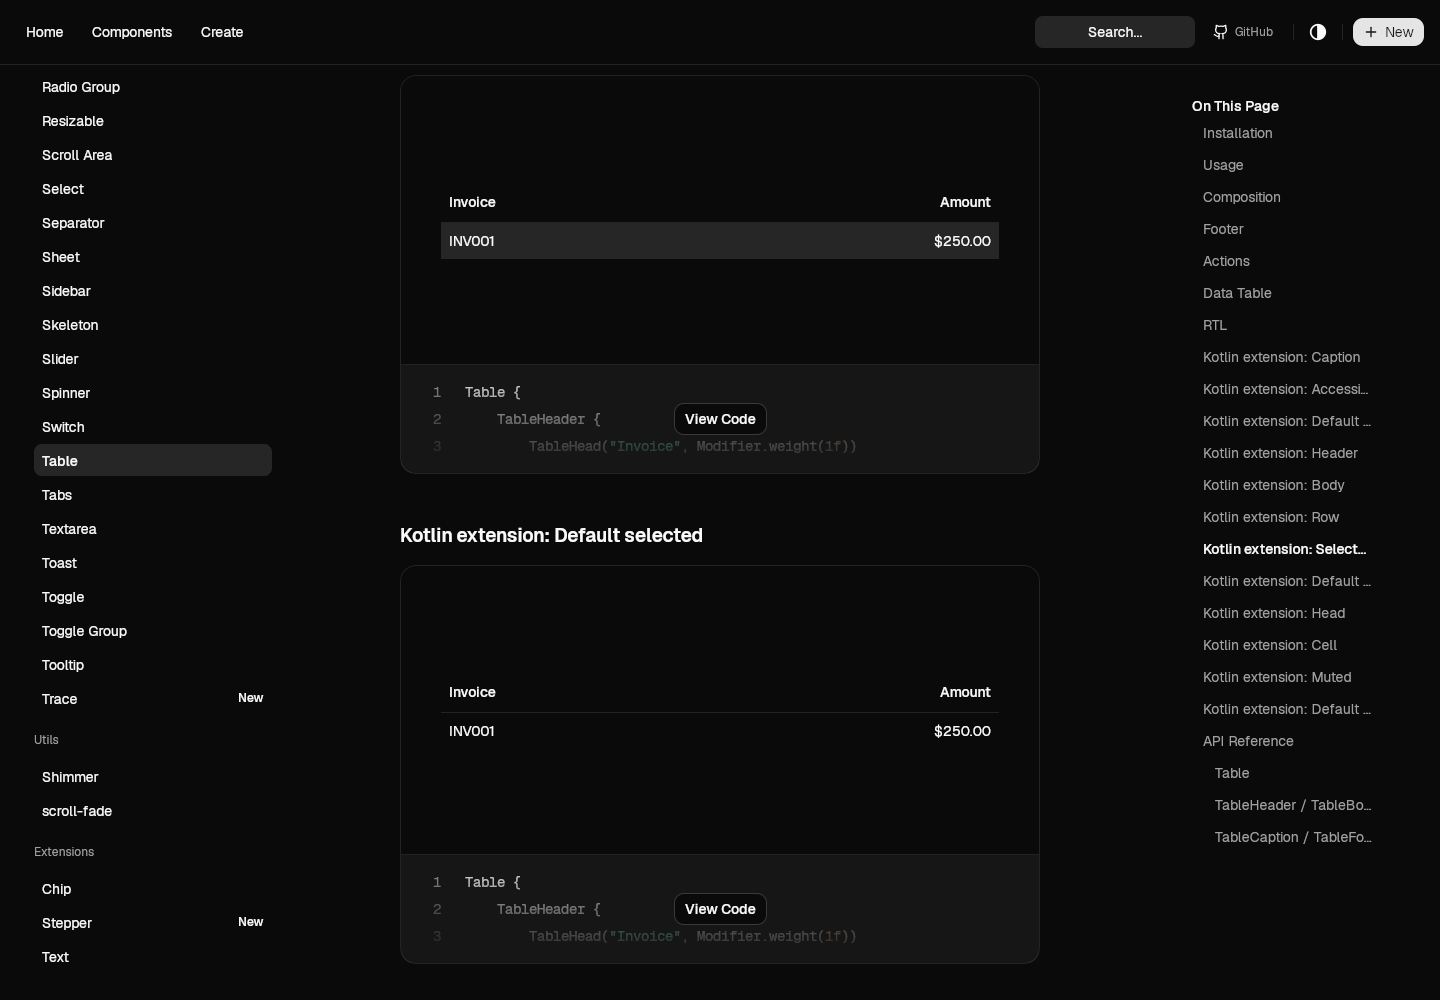 Home
Components
Create
Search...
GitHub
New
Radio Group
Resizable
Scroll Area
Select
Separator
Sheet
Sidebar
Skeleton
Slider
Spinner
Switch
Table
Tabs
Textarea
Toast
Toggle
Toggle Group
Tooltip
Trace New
Utils
Shimmer
scroll-fade
Extensions
Chip
Stepper New
Text
Invoice Amount
INV001 $250.00
1 Table {
2 TableHeader {
View Code
3 TableHead("Invoice", Modifier.weight(1f))
Kotlin extension: Default selected
Invoice Amount
INV001 $250.00
1 Table {
2 TableHeader {
View Code
3 TableHead("Invoice", Modifier.weight(1f))
On This Page
Installation
Usage
Composition
Footer
Actions
Data Table
RTL
Kotlin extension: Caption
Kotlin extension: Accessi...
Kotlin extension: Default ...
Kotlin extension: Header
Kotlin extension: Body
Kotlin extension: Row
Kotlin extension: Select...
Kotlin extension: Default ...
Kotlin extension: Head
Kotlin extension: Cell
Kotlin extension: Muted
Kotlin extension: Default ...
API Reference
Table
TableHeader / TableBo...
TableCaption / TableFo...